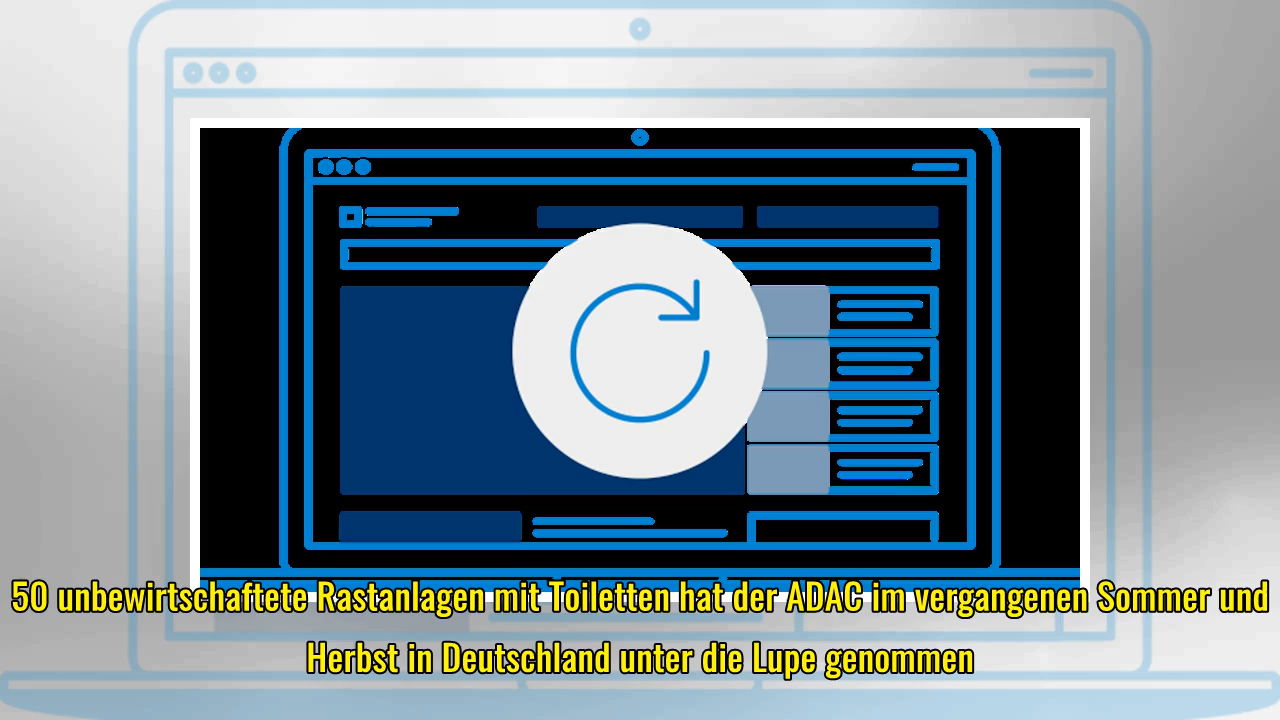 50 unbewirtschaftete Rastanlagen mit Toiletten hat der ADAC im vergangenen Sommer und
Herbst in Deutschland unter die Lupe genommen